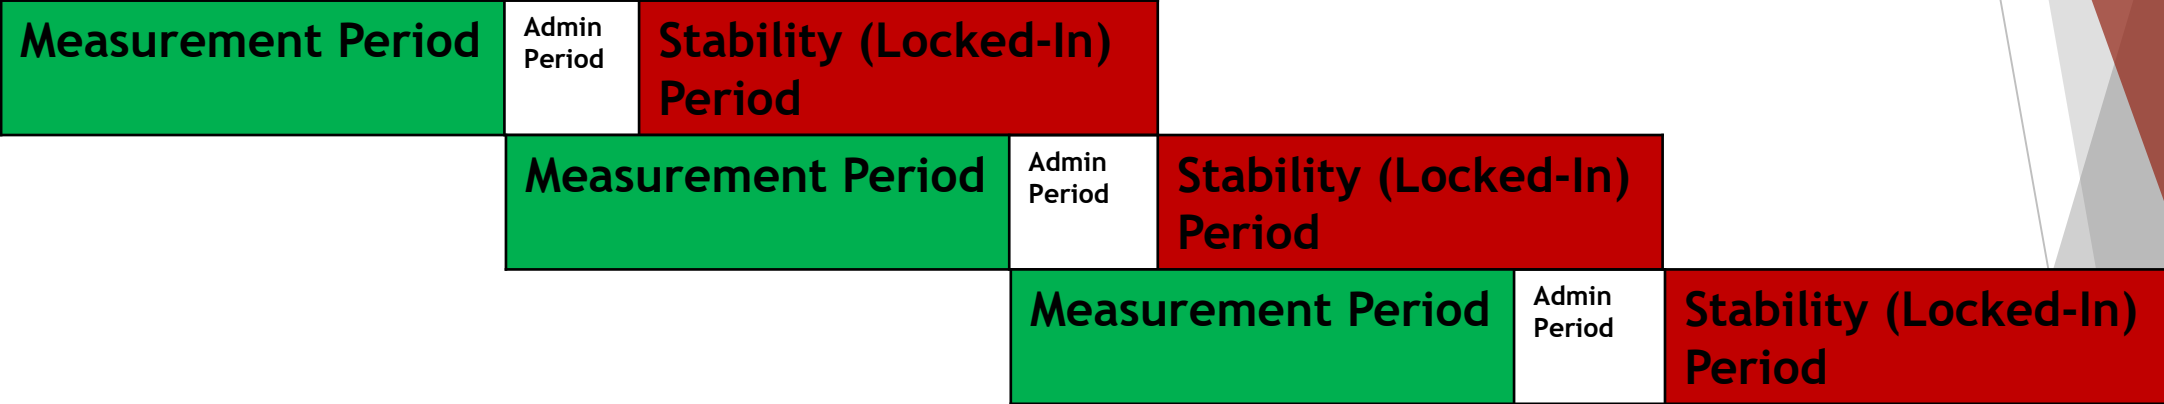 Measurement Period
Admin
Period
Stability (Locked-In)
Period
Measurement Period
Admin
Period
Stability (Locked-In)
Period
Measurement Period
Admin
Period
Stability (Locked-In)
Period